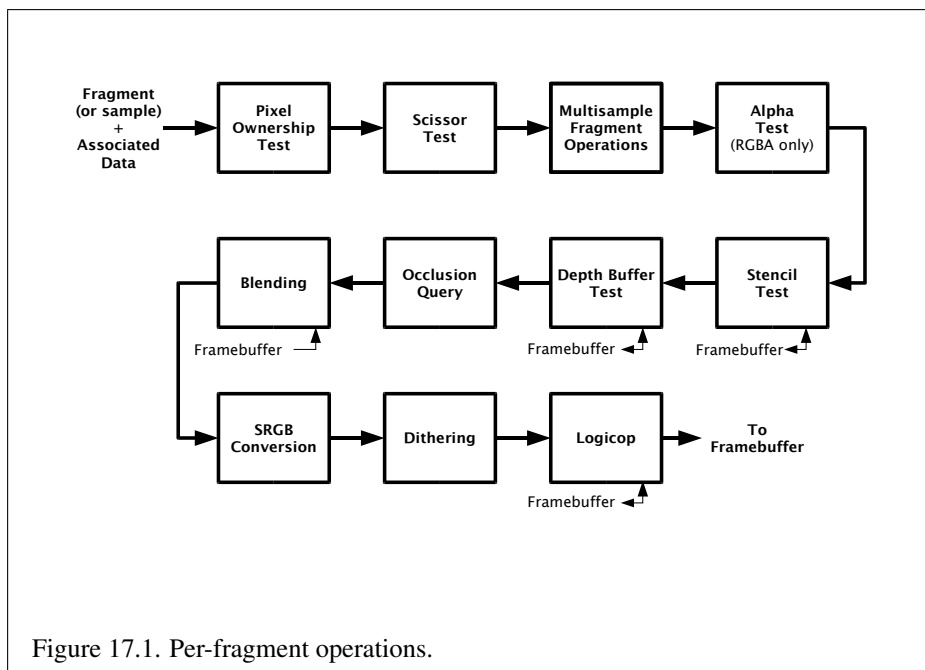 Fragment
(or sample)
+
Associated
Data
Pixel
Ownership
Test
Scissor
Test
Multisample
Fragment
Operations
Alpha
Test
(RGBA only)
Blending
Occlusion
Query
Depth Buffer
Test
Stencil
Test
Framebuffer
Framebuffer
Framebuffer
SRGB
Conversion
Dithering
Logicop
To
Framebuffer
Framebuffer
Figure 17.1. Per-fragment operations.